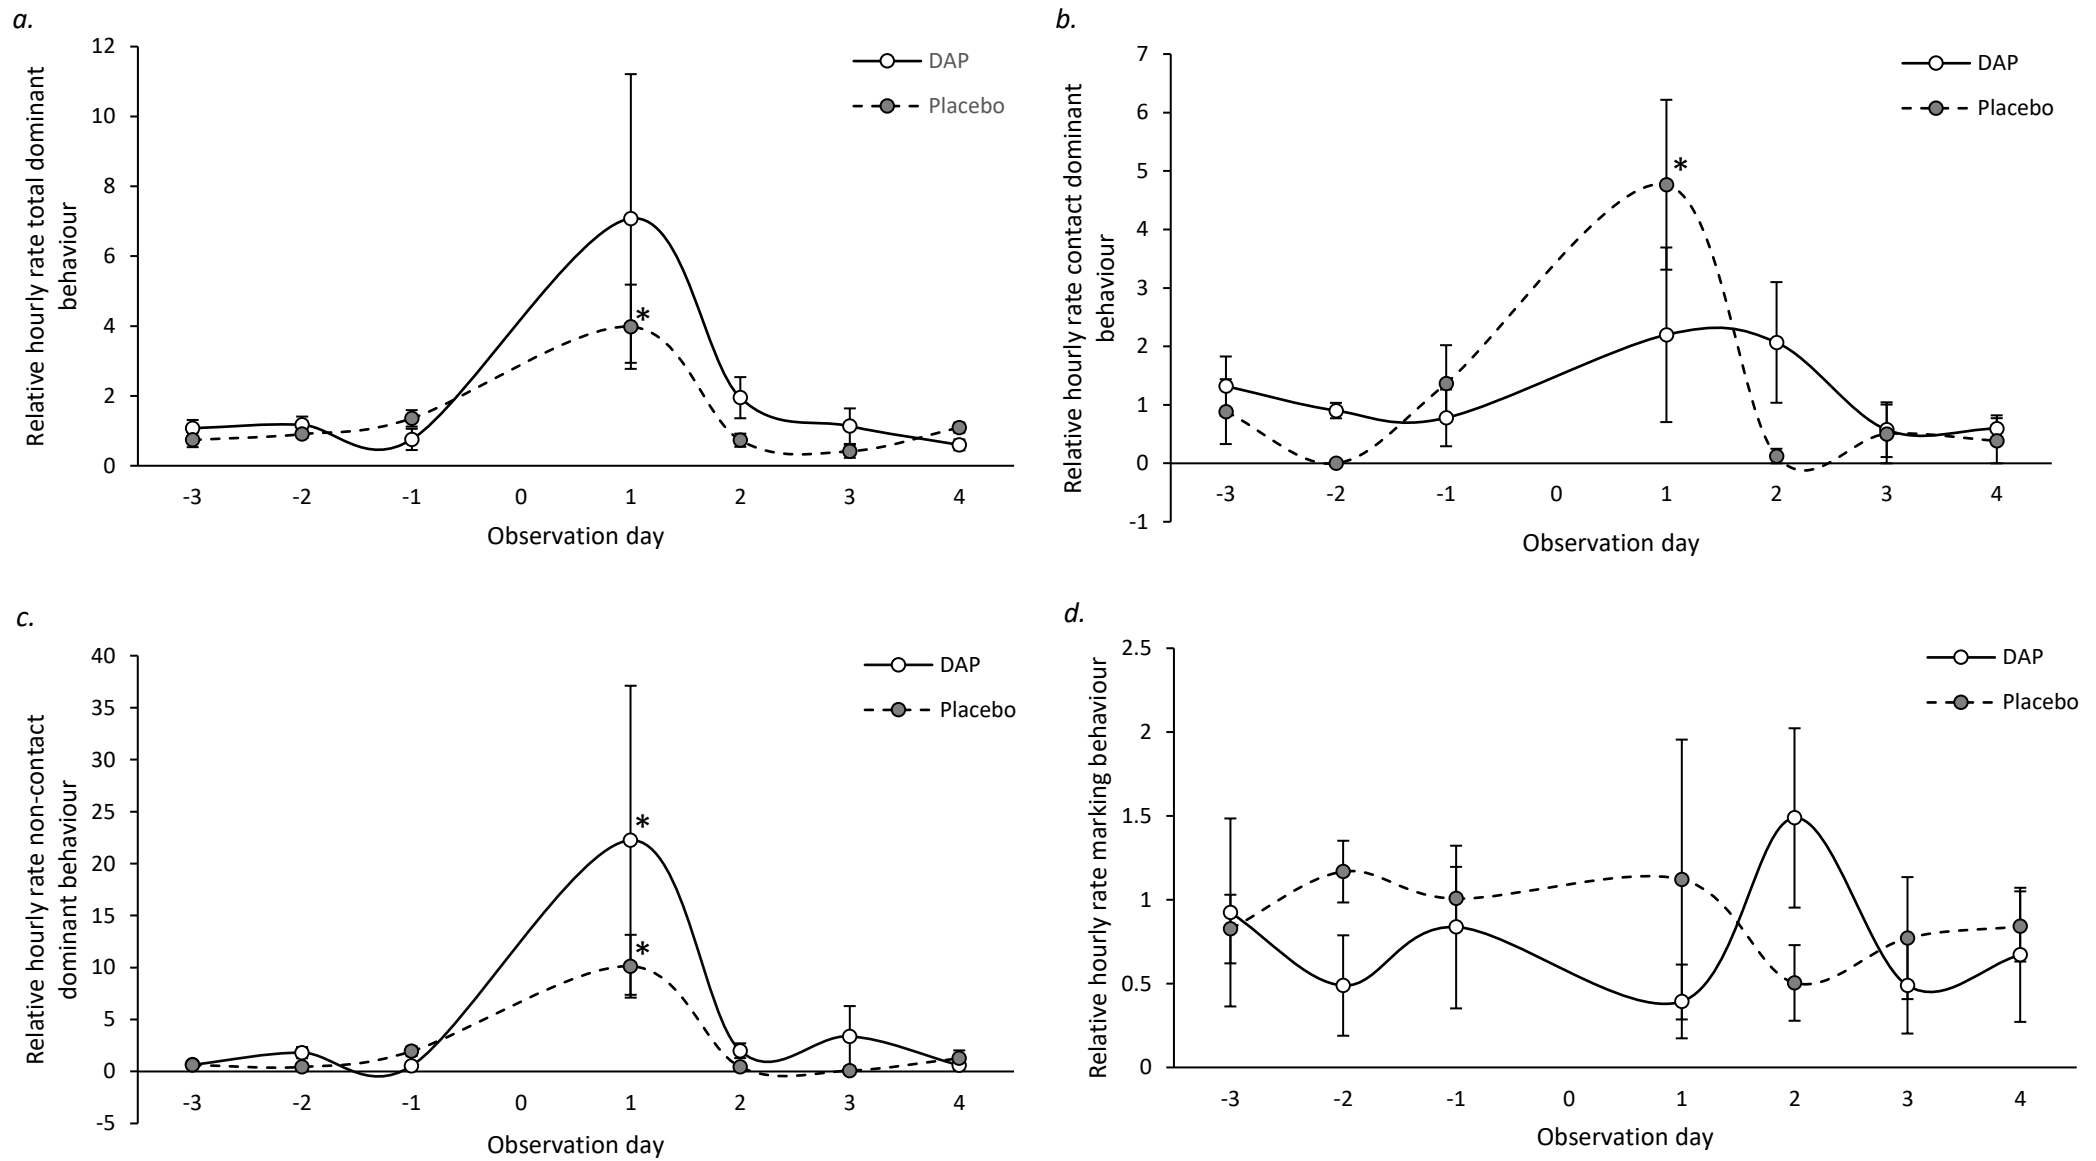 a.
Relative hourly rate total dominant
behaviour
12
10
8
6
4
2
0
DAP
Placebo
*
-3 -2 -1 0 1 2 3 4
Observation day
b.
Relative hourly rate contact dominant
behaviour
7
6
5
4
3
2
1
0
-1
DAP
Placebo
*
-3 -2 -1 0 1 2 3 4
Observation day
c.
Relative hourly rate non-contact
dominant behaviour
40
35
30
25
20
15
10
5
0
-5
DAP
Placebo
*
*
-3 -2 -1 0 1 2 3 4
Observation day
d.
Relative hourly rate marking behaviour
2.5
2
1.5
1
0.5
0
DAP
Placebo
-3 -2 -1 0 1 2 3 4
Observation day